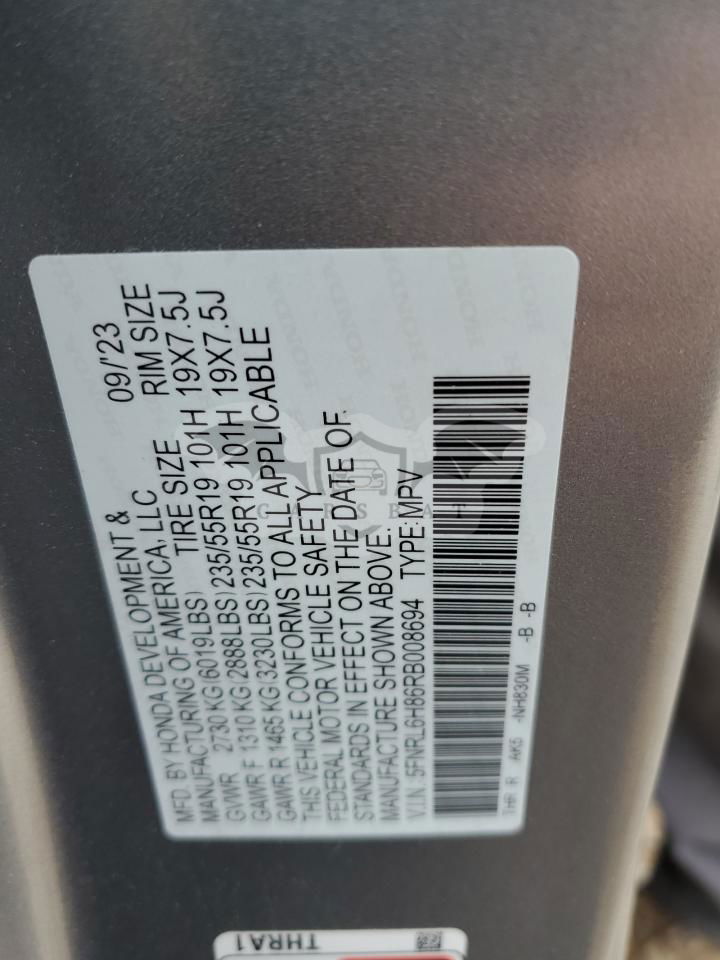 MFD. BY HONDA DEVELOPMENT &
MANUFACTURING OF AMERICA, LLC 09/'23
GVWR 2730 KG (6019LBS) TIRE SIZE RIM SIZE
GAWR F 1310 KG(2888LBS) 235/55R19 101H 19X7.5J
GAWR R 1465 KG(3230LBS) 235/55R19 101H 19X7.5J
THIS VEHICLE CONFORMS TO ALL APPLICABLE
FEDERAL MOTOR VEHICLE SAFETY
STANDARDS IN EFFECT ON THE DATE OF
MANUFACTURE SHOWN ABOVE.
V.I.N. 5FNRL6H86RB008694 TYPE:MPV
THR R AK5 -NH830M -B -B
THRA1
HONDA